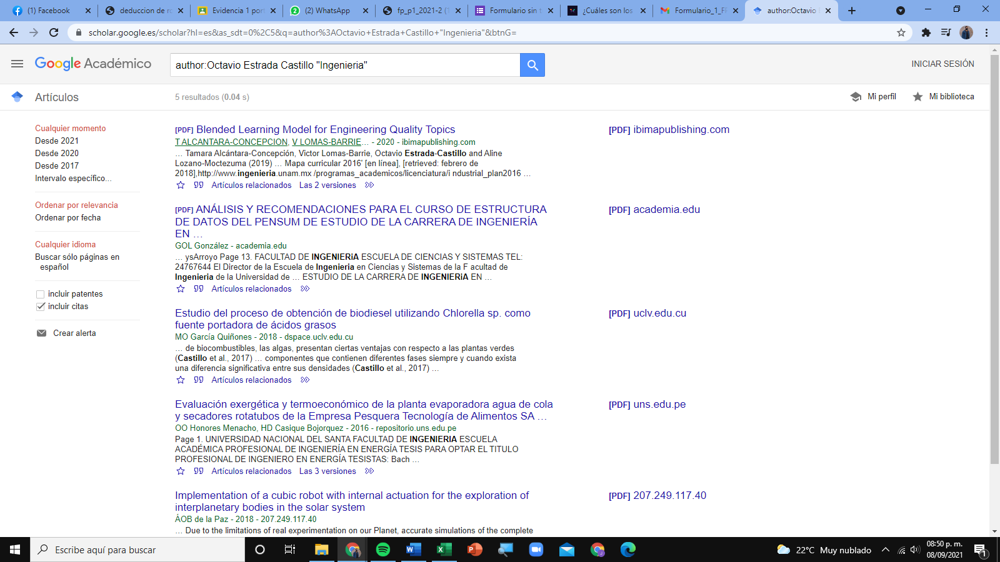 (1) Facebook
deduccion de ro
Evidencia 1 por
(2) WhatsApp
fp_p1_2021-2 (
Formulario sin t
¿Cuáles son los
Formulario_1_FF
author:Octavio
scholar.google.es/scholar?hl=es&as_sdt=0%2C5&q=author%3AOctavio+Estrada+Castillo+"Ingenieria"&btnG=
Google Académico
author:Octavio Estrada Castillo "Ingenieria"
INICIAR SESIÓN
Artículos
5 resultados (0.04 s)
Mi perfil
Mi biblioteca
Cualquier momento
Desde 2021
Desde 2020
Desde 2017
Intervalo específico...
Ordenar por relevancia
Ordenar por fecha
Cualquier idioma
Buscar sólo páginas en
español
incluir patentes
incluir citas
Crear alerta
[PDF] Blended Learning Model for Engineering Quality Topics
T ALCANTARA-CONCEPCION, V LOMAS-BARRIE… - 2020 - ibimapublishing.com
… Tamara Alcántara-Concepción, Victor Lomas-Barrie, Octavio Estrada-Castillo and Aline
Lozano-Moctezuma (2019) … Mapa curricular 2016' [en línea], [retrieved: febrero de
2018],http://www.ingenieria.unam.mx /programas_academicos/licenciatura/i ndustrial_plan2016 …
Artículos relacionados Las 2 versiones
[PDF] ibimapublishing.com
[PDF] ANÁLISIS Y RECOMENDACIONES PARA EL CURSO DE ESTRUCTURA
DE DATOS DEL PENSUM DE ESTUDIO DE LA CARRERA DE INGENIERÍA
EN …
GOL González - academia.edu
… ysArroyo Page 13. FACULTAD DE INGENIERiA ESCUELA DE CIENCIAS Y SISTEMAS TEL:
24767644 El Director de la Escuela de Ingenieria en Ciencias y Sistemas de la F acultad de
Ingenieria de la Universidad de … ESTUDIO DE LA CARRERA DE INGENIERiA EN …
Artículos relacionados
[PDF] academia.edu
Estudio del proceso de obtención de biodiesel utilizando Chlorella sp. como
fuente portadora de ácidos grasos
MO García Quiñones - 2018 - dspace.uclv.edu.cu
… de biocombustibles, las algas, presentan ciertas ventajas con respecto a las plantas verdes
(Castillo et al., 2017) … componentes que contienen diferentes fases siempre y cuando exista
una diferencia significativa entre sus densidades (Castillo et al., 2017) …
Artículos relacionados
[PDF] uclv.edu.cu
Evaluación exergética y termoeconómico de la planta evaporadora agua de cola
y secadores rotatubos de la Empresa Pesquera Tecnología de Alimentos SA …
OO Honores Menacho, HD Casique Bojorquez - 2016 - repositorio.uns.edu.pe
Page 1. UNIVERSIDAD NACIONAL DEL SANTA FACULTAD DE INGENIERIA ESCUELA
ACADÉMICA PROFESIONAL DE INGENIERÍA EN ENERGÍA TESIS PARA OPTAR EL TITULO
PROFESIONAL DE INGENIERO EN ENERGÍA TESISTAS: Bach …
Artículos relacionados Las 3 versiones
[PDF] uns.edu.pe
Implementation of a cubic robot with internal actuation for the exploration of
interplanetary bodies in the solar system
ÁOB de la Paz - 2018 - 207.249.117.40
… Due to the limitations of real experimentation on our Planet, accurate simulations of the complete
[PDF] 207.249.117.40
Escribe aquí para buscar
22°C Muy nublado
08:50 p. m.
08/09/2021
1